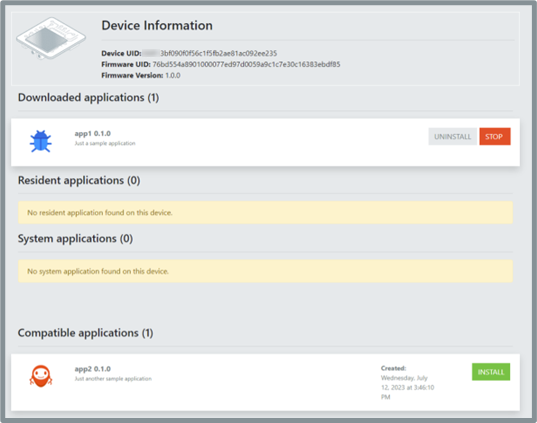 Device Information
Device UID: 3bf090f0f56c1f5fb2ae81ac092ee235
Firmware UID: 76bd554a8901000077ed97d0059a9c1c7e30c16383ebdf85
Firmware Version: 1.0.0
Downloaded applications (1)
app1 0.1.0
Just a sample application
UNINSTALL
STOP
Resident applications (0)
No resident application found on this device.
System applications (0)
No system application found on this device.
Compatible applications (1)
app2 0.1.0
Just another sample application
Created:
Wednesday, July
12, 2023 at 3:46:10
PM
INSTALL